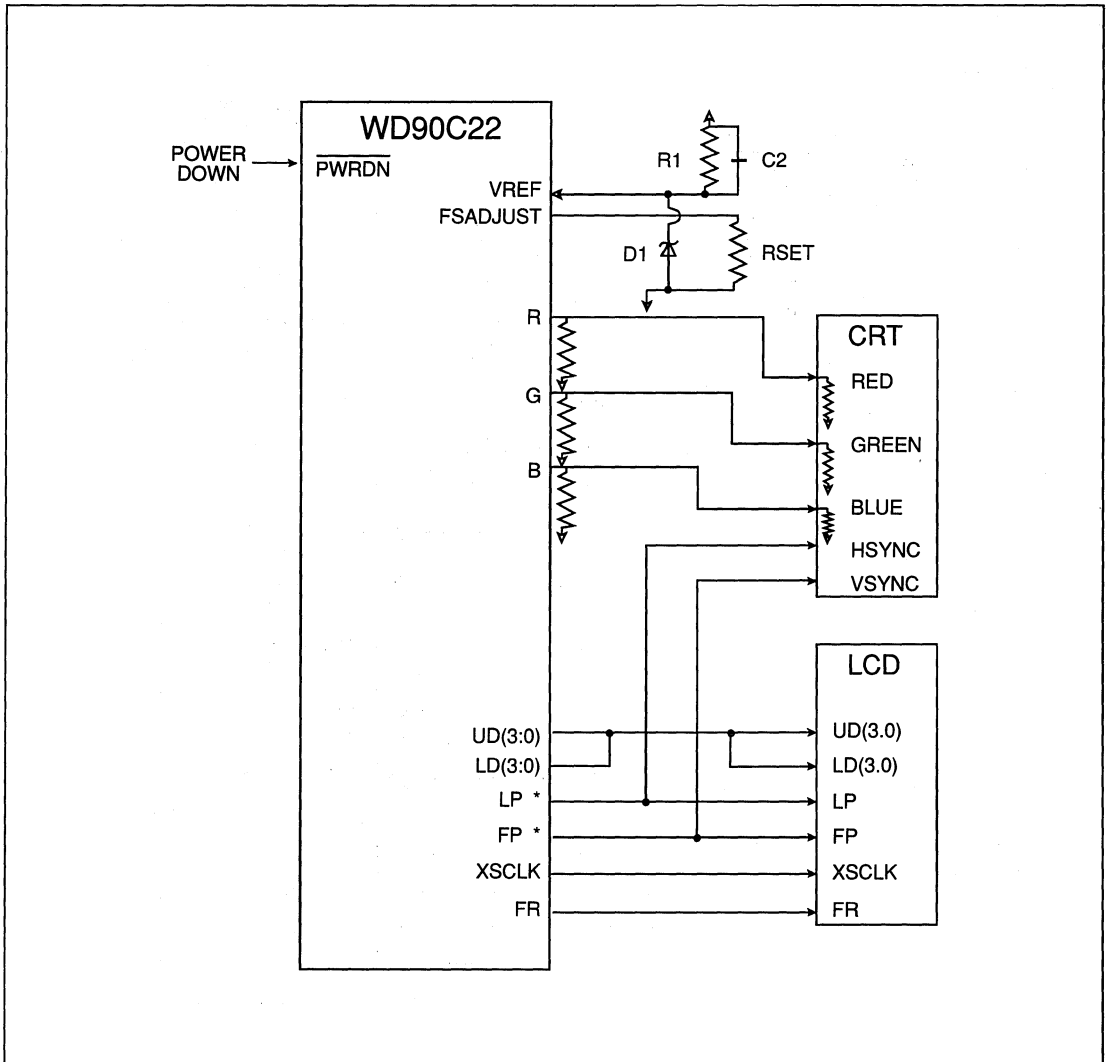 WD90C22
POWER
DOWN
PWRDN
VREF
FSADJUST
R1
C2
D1
RSET
R
G
B
CRT
RED
GREEN
BLUE
HSYNC
VSYNC
LCD
UD(3:0)
LD(3:0)
LP *
FP *
XSCLK
FR
UD(3.0)
LD(3.0)
LP
FP
XSCLK
FR